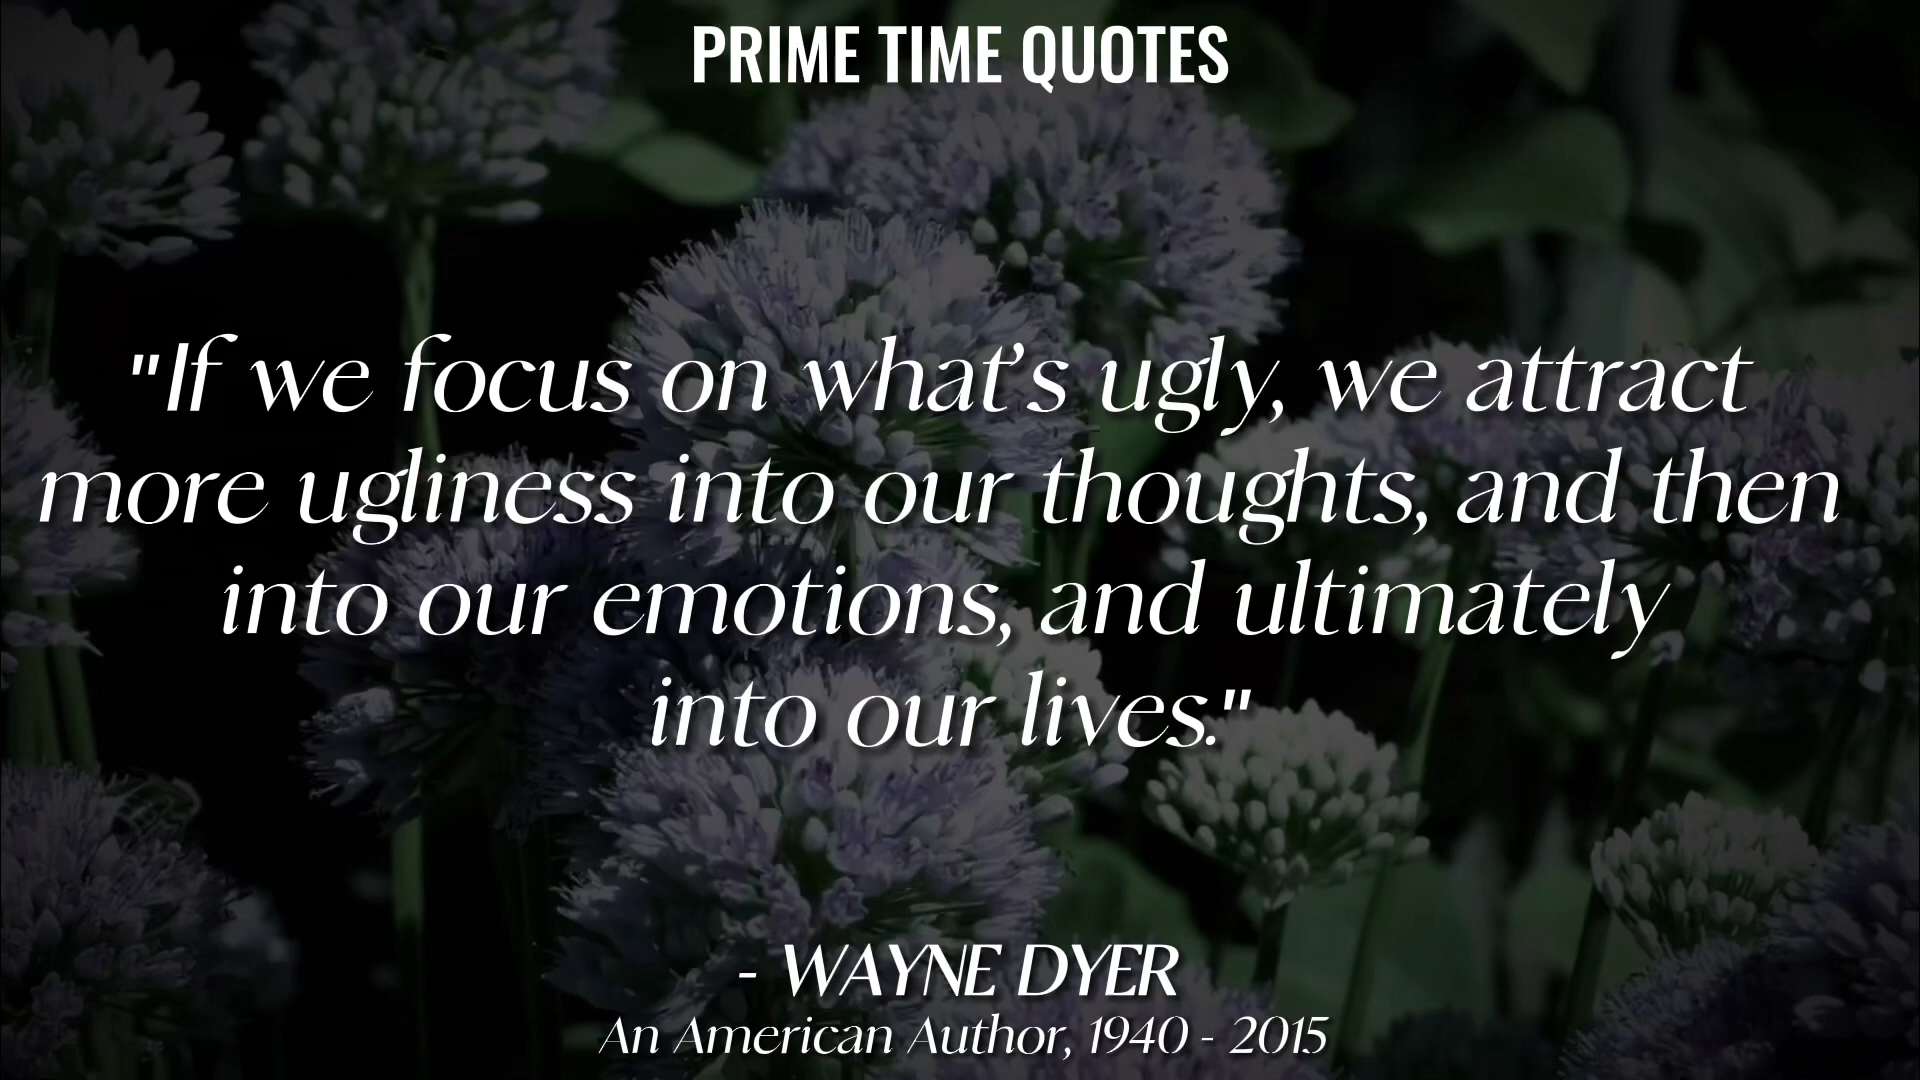 PRIME TIME QUOTES
"If we focus on what’s ugly, we attract
more ugliness into our thoughts, and then
into our emotions, and ultimately
into our lives."
- WAYNE DYER
An American Author, 1940 - 2015